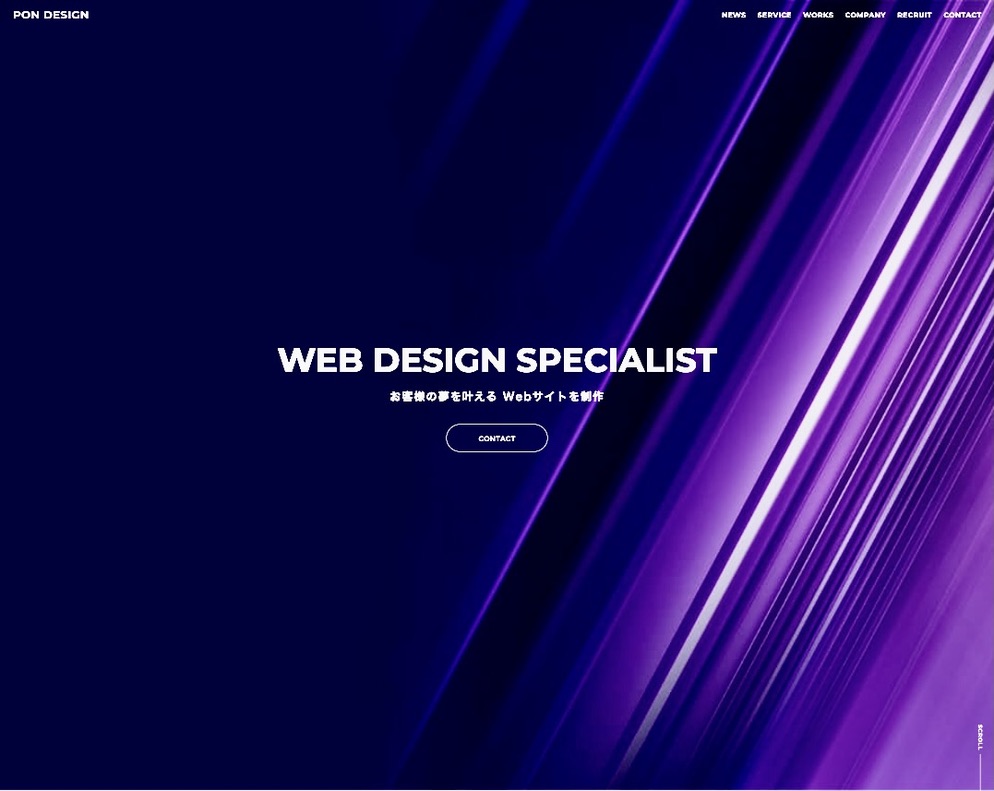 PON DESIGN
NEWS SERVICE WORKS COMPANY RECRUIT CONTACT
WEB DESIGN SPECIALIST
お客様の夢を叶える Webサイトを制作
CONTACT
SCROLL